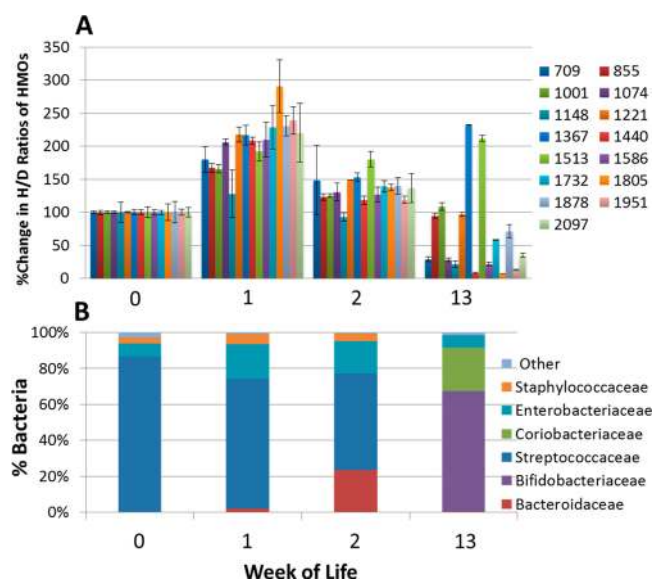 A
%Change in H/D Ratios of HMOs
350
300
250
200
150
100
50
0
0 1 2 13
709 855
1001 1074
1148 1221
1367 1440
1513 1586
1732 1805
1878 1951
2097
B
% Bacteria
100%
80%
60%
40%
20%
0%
0 1 2 13
Week of Life
Other
Staphylococcaceae
Enterobacteriaceae
Coriobacteriaceae
Streptococcaceae
Bifidobacteriaceae
Bacteroidaceae